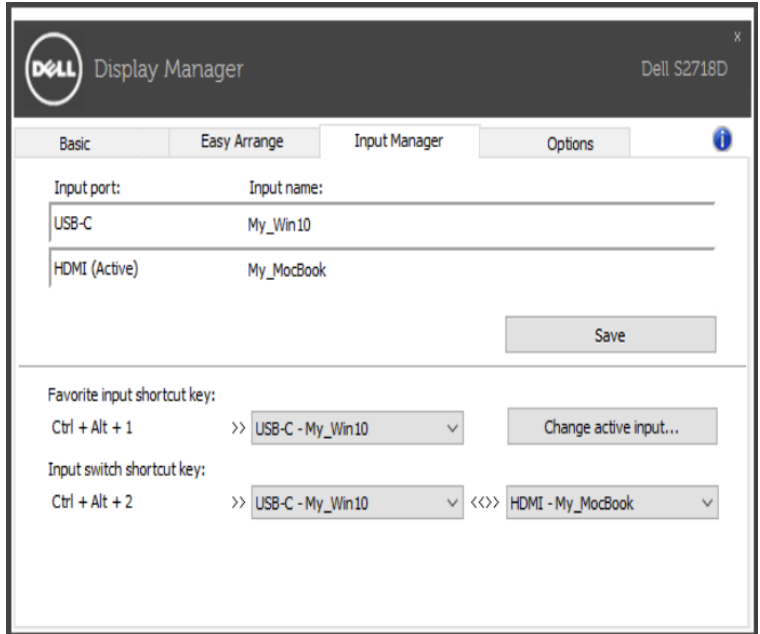 DELL Display Manager Dell S2718D x
Basic Easy Arrange Input Manager Options i
Input port: Input name:
USB-C My_Win10
HDMI (Active) My_MocBook
Save
Favorite input shortcut key:
Ctrl + Alt + 1 >> USB-C - My_Win10 Change active input...
Input switch shortcut key:
Ctrl + Alt + 2 >> USB-C - My_Win10 <<>> HDMI - My_MocBook